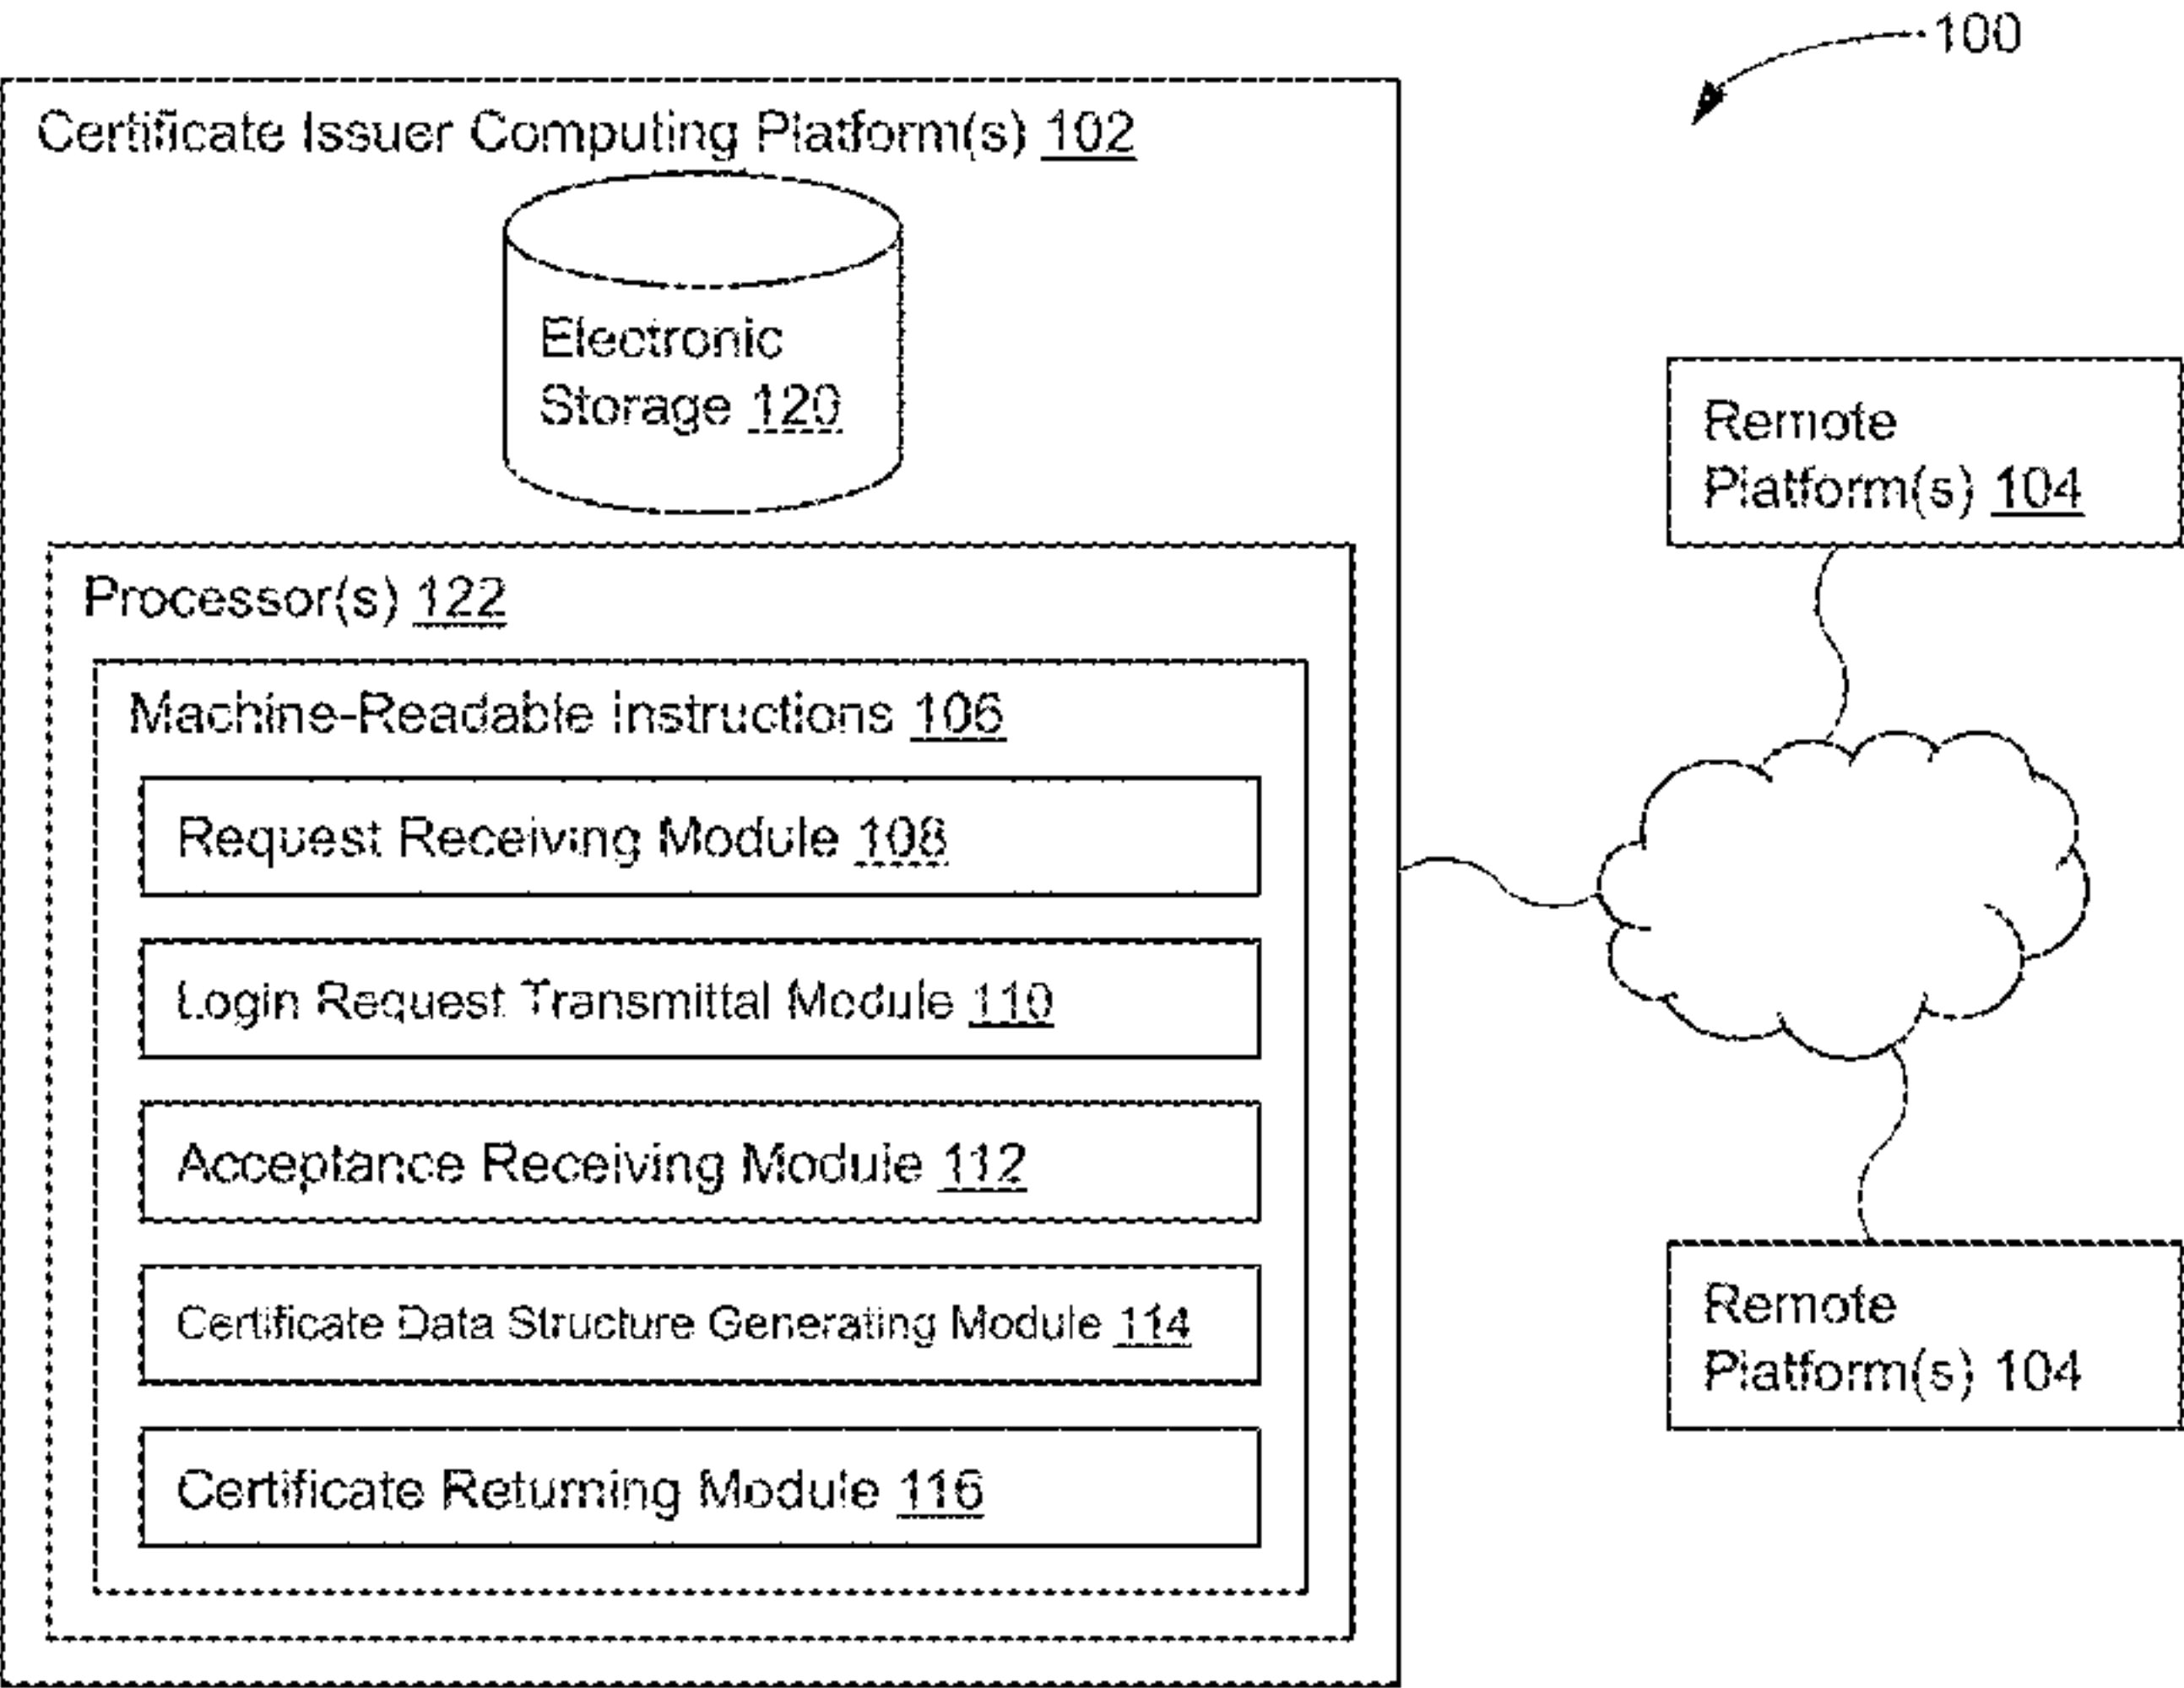 100
Certificate Issuer Computing Platform(s) 102
Electronic
Storage 120
Remote
Platform(s) 104
Processor(s) 122
Machine-Readable Instructions 106
Request Receiving Module 108
Login Request Transmittal Module 110
Acceptance Receiving Module 112
Certificate Data Structure Generating Module 114
Certificate Returning Module 116
Remote
Platform(s) 104